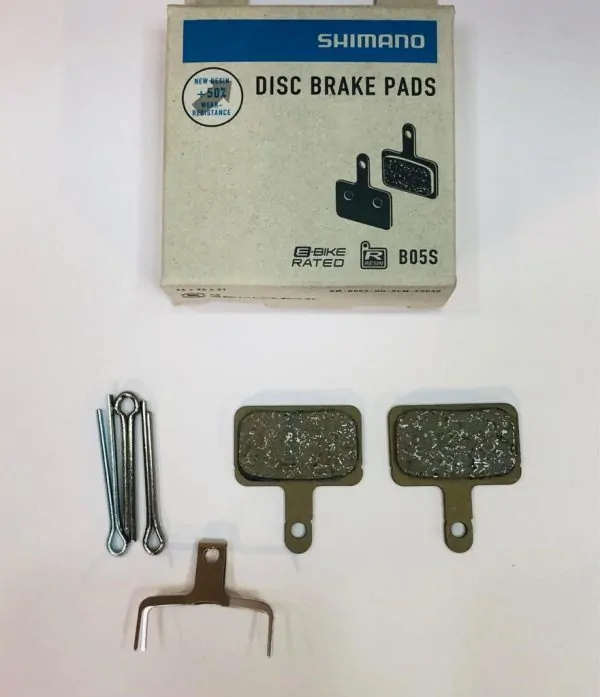 SHIMANO
NEW RESIN
+50%
WEAR-
RESISTANCE
DISC BRAKE PADS
E-BIKE
RATED
R
RESIN
B05S